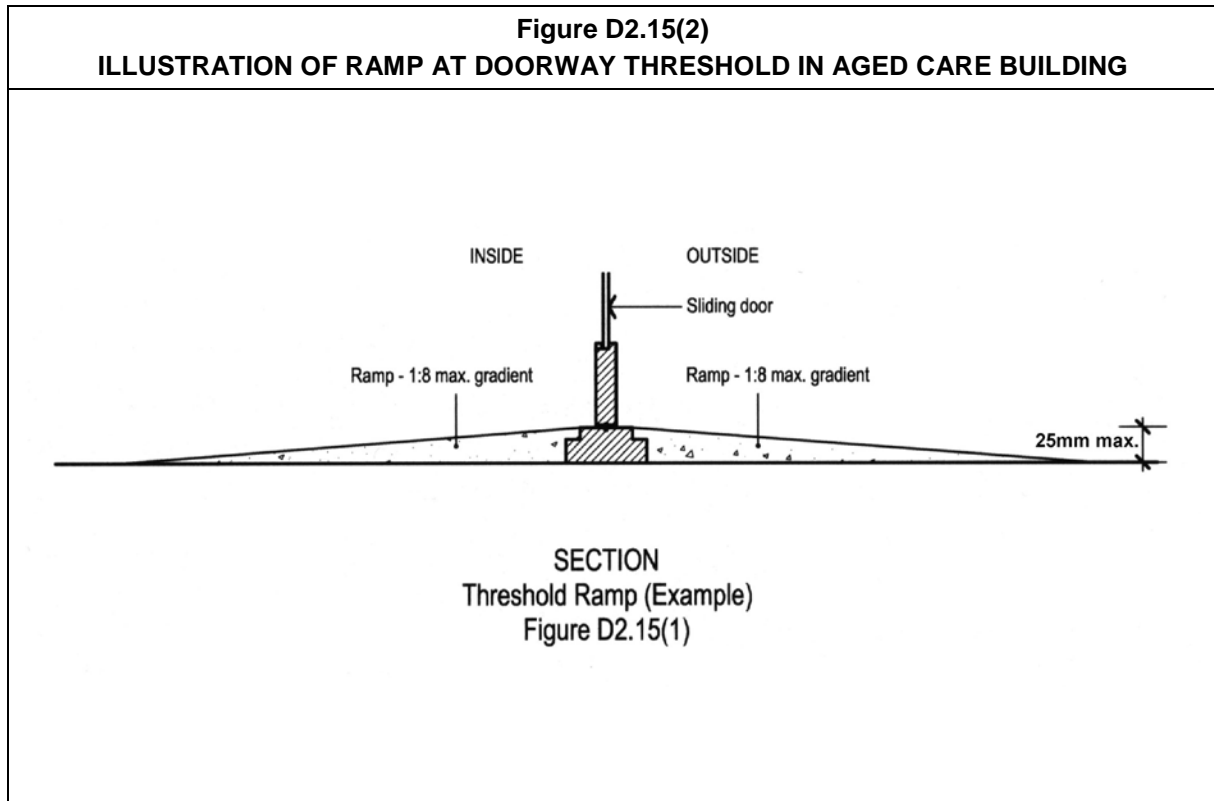 Figure D2.15(2)
ILLUSTRATION OF RAMP AT DOORWAY THRESHOLD IN AGED CARE BUILDING
INSIDE
OUTSIDE
Sliding door
Ramp - 1:8 max. gradient
Ramp - 1:8 max. gradient
25mm max.
SECTION
Threshold Ramp (Example)
Figure D2.15(1)